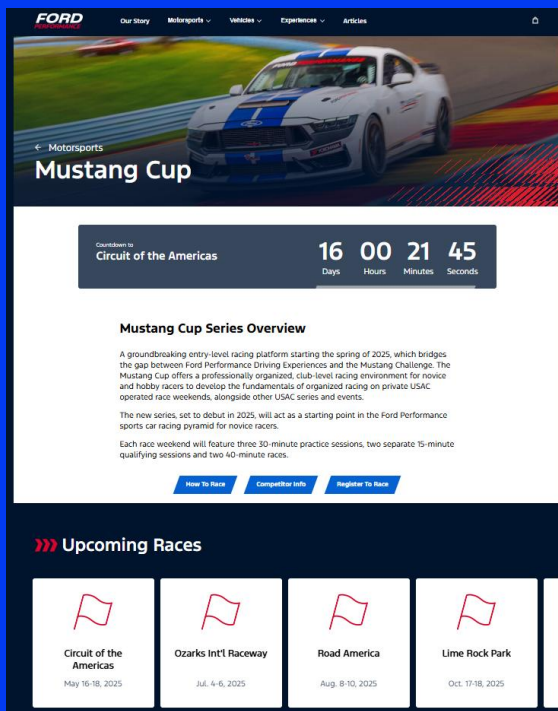 FORD
PERFORMANCE
Our Story
Motorsports
Vehicles
Experiences
Articles
← Motorsports
Mustang Cup
Countdown to
Circuit of the Americas
16 00 21 45
Days Hours Minutes Seconds
Mustang Cup Series Overview
A groundbreaking entry-level racing platform starting the spring of 2025, which bridges
the gap between Ford Performance Driving Experiences and the Mustang Challenge. The
Mustang Cup offers a professionally organized, club-level racing environment for novice
and hobby racers to develop the fundamentals of organized racing on private USAC
operated race weekends, alongside other USAC series and events.
The new series, set to debut in 2025, will act as a starting point in the Ford Performance
sports car racing pyramid for novice racers.
Each race weekend will feature three 30-minute practice sessions, two separate 15-minute
qualifying sessions and two 40-minute races.
How To Race
Competitor Info
Register To Race
Upcoming Races
Circuit of the
Americas
May 16-18, 2025
Ozarks Int'l Raceway
Jul. 4-6, 2025
Road America
Aug. 8-10, 2025
Lime Rock Park
Oct. 17-18, 2025